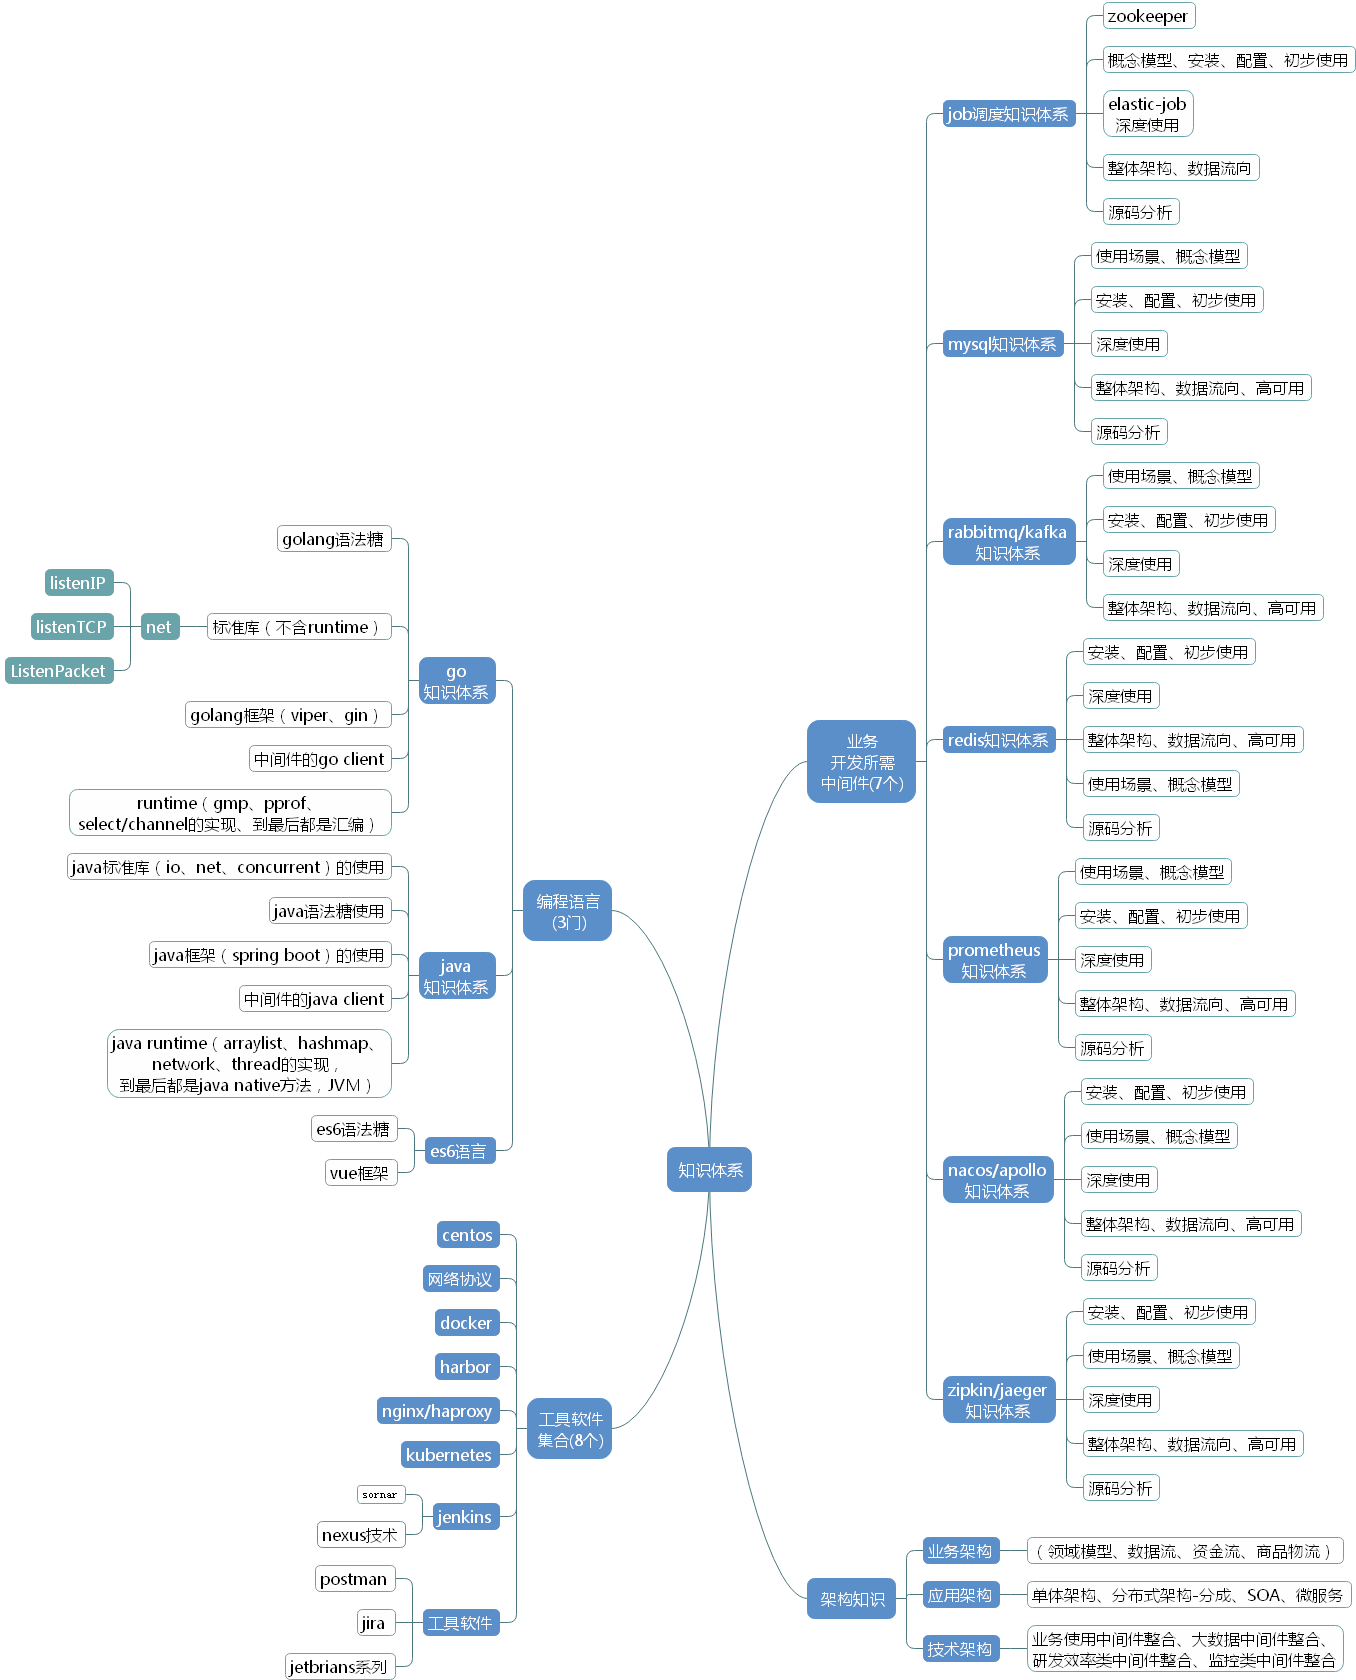 知识体系
业务
开发所需
中间件(7个)
job调度知识体系
zookeeper
概念模型、安装、配置、初步使用
elastic-job
深度使用
整体架构、数据流向
源码分析
mysql知识体系
使用场景、概念模型
安装、配置、初步使用
深度使用
整体架构、数据流向、高可用
源码分析
rabbitmq/kafka
知识体系
使用场景、概念模型
安装、配置、初步使用
深度使用
整体架构、数据流向、高可用
redis知识体系
安装、配置、初步使用
深度使用
整体架构、数据流向、高可用
使用场景、概念模型
源码分析
prometheus
知识体系
使用场景、概念模型
安装、配置、初步使用
深度使用
整体架构、数据流向、高可用
源码分析
nacos/apollo
知识体系
安装、配置、初步使用
使用场景、概念模型
深度使用
整体架构、数据流向、高可用
源码分析
zipkin/jaeger
知识体系
安装、配置、初步使用
使用场景、概念模型
深度使用
整体架构、数据流向、高可用
源码分析
架构知识
业务架构
（领域模型、数据流、资金流、商品物流）
应用架构
单体架构、分布式架构-分成、SOA、微服务
技术架构
业务使用中间件整合、大数据中间件整合、
研发效率类中间件整合、监控类中间件整合
编程语言
(3门)
go
知识体系
golang语法糖
标准库（不含runtime）
net
listenIP
listenTCP
ListenPacket
golang框架（viper、gin）
中间件的go client
runtime（gmp、pprof、
select/channel的实现、到最后都是汇编）
java
知识体系
java标准库（io、net、concurrent）的使用
java语法糖使用
java框架（spring boot）的使用
中间件的java client
java runtime（arraylist、hashmap、
network、thread的实现，
到最后都是java native方法，JVM）
es6语言
es6语法糖
vue框架
工具软件
集合(8个)
centos
网络协议
docker
harbor
nginx/haproxy
kubernetes
jenkins
sornar
nexus技术
工具软件
postman
jira
jetbrians系列